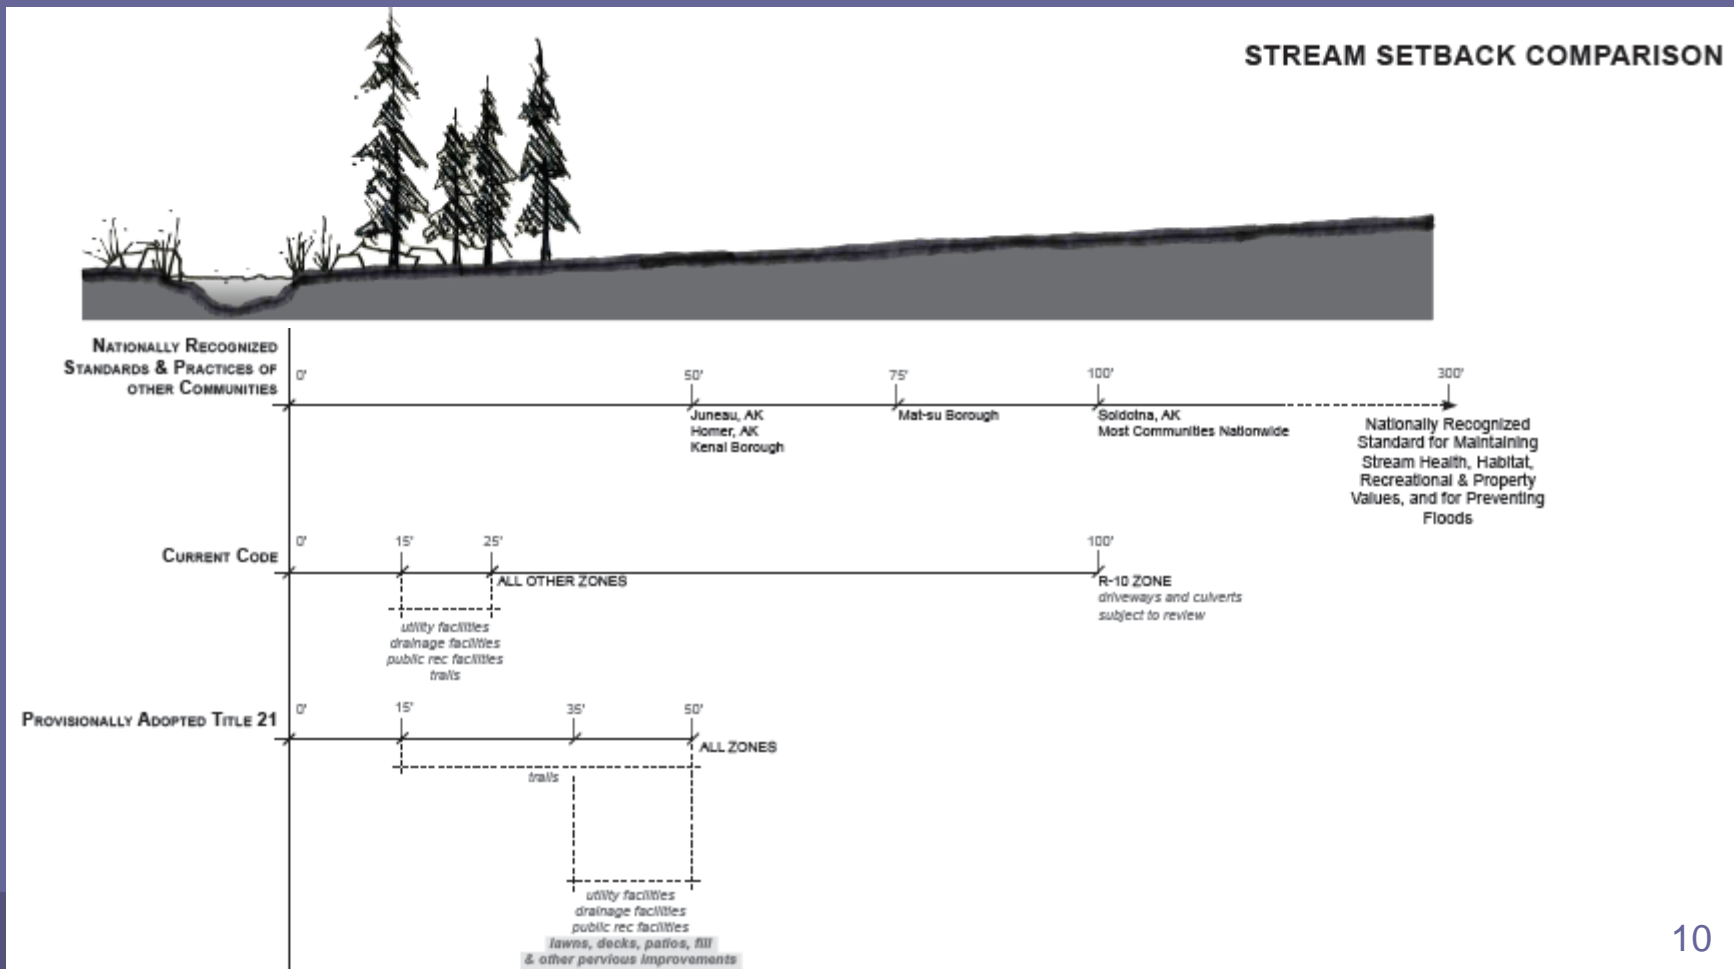 STREAM SETBACK COMPARISON
NATIONALLY RECOGNIZED
STANDARDS & PRACTICES OF
OTHER COMMUNITIES
0'
50'
75'
100'
300'
Juneau, AK
Homer, AK
Kenai Borough
Mat-su Borough
Soldotna, AK
Most Communities Nationwide
Nationally Recognized
Standard for Maintaining
Stream Health, Habitat,
Recreational & Property
Values, and for Preventing
Floods
CURRENT CODE
0'
15'
25'
100'
ALL OTHER ZONES
R-10 ZONE
driveways and culverts
subject to review
utility facilities
drainage facilities
public rec facilities
trails
PROVISIONALLY ADOPTED TITLE 21
0'
15'
35'
50'
ALL ZONES
trails
utility facilities
drainage facilities
public rec facilities
lawns, decks, patios, fill
& other pervious improvements
10